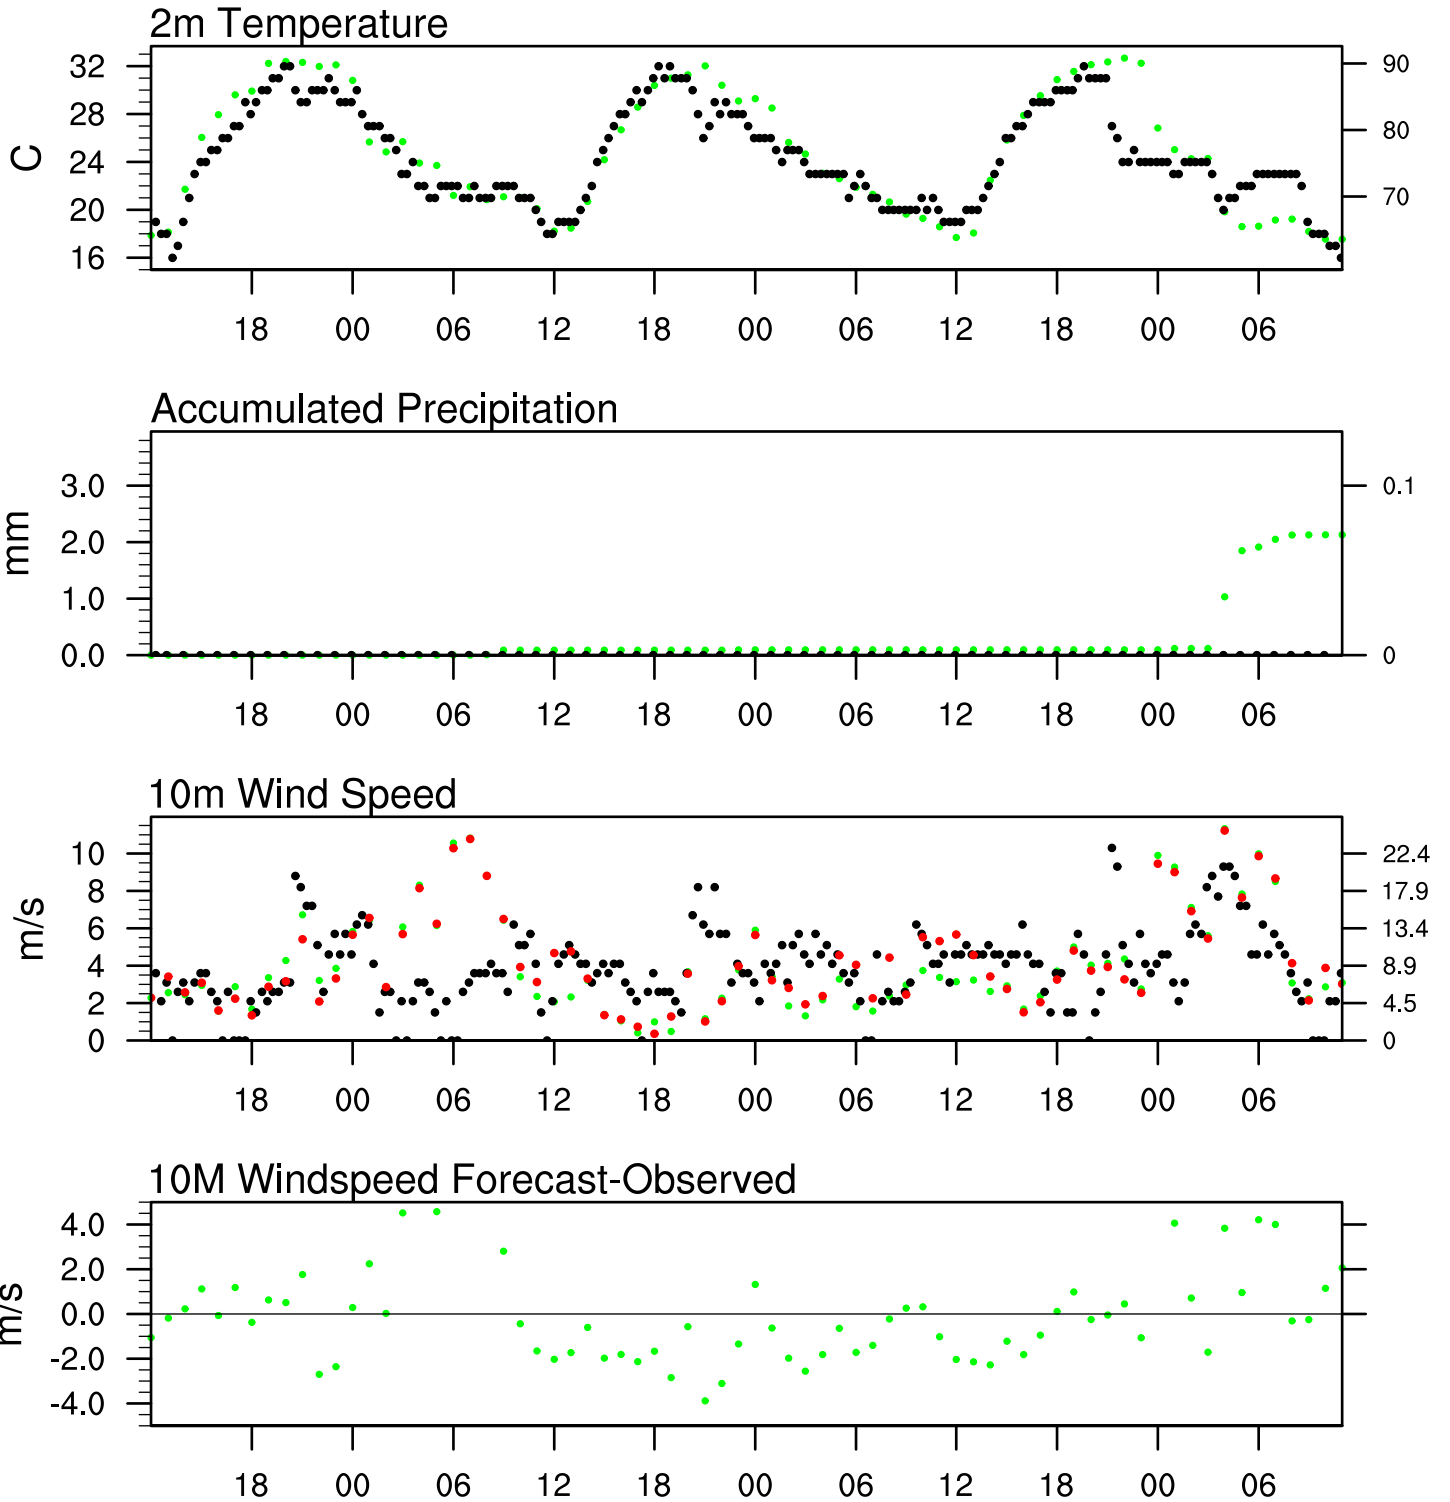 2m Temperature
32 90
28
80
C
24
20 70
16
18 00 06 12 18 00 06 12 18 00 06
Accumulated Precipitation
3.0 0.1
mm
2.0
1.0
0.0 0
18 00 06 12 18 00 06 12 18 00 06
10m Wind Speed
10 22.4
8 17.9
m/s
6 13.4
4 8.9
2 4.5
0 0
18 00 06 12 18 00 06 12 18 00 06
10M Windspeed Forecast-Observed
4.0
2.0
m/s
0.0
-2.0
-4.0
18 00 06 12 18 00 06 12 18 00 06